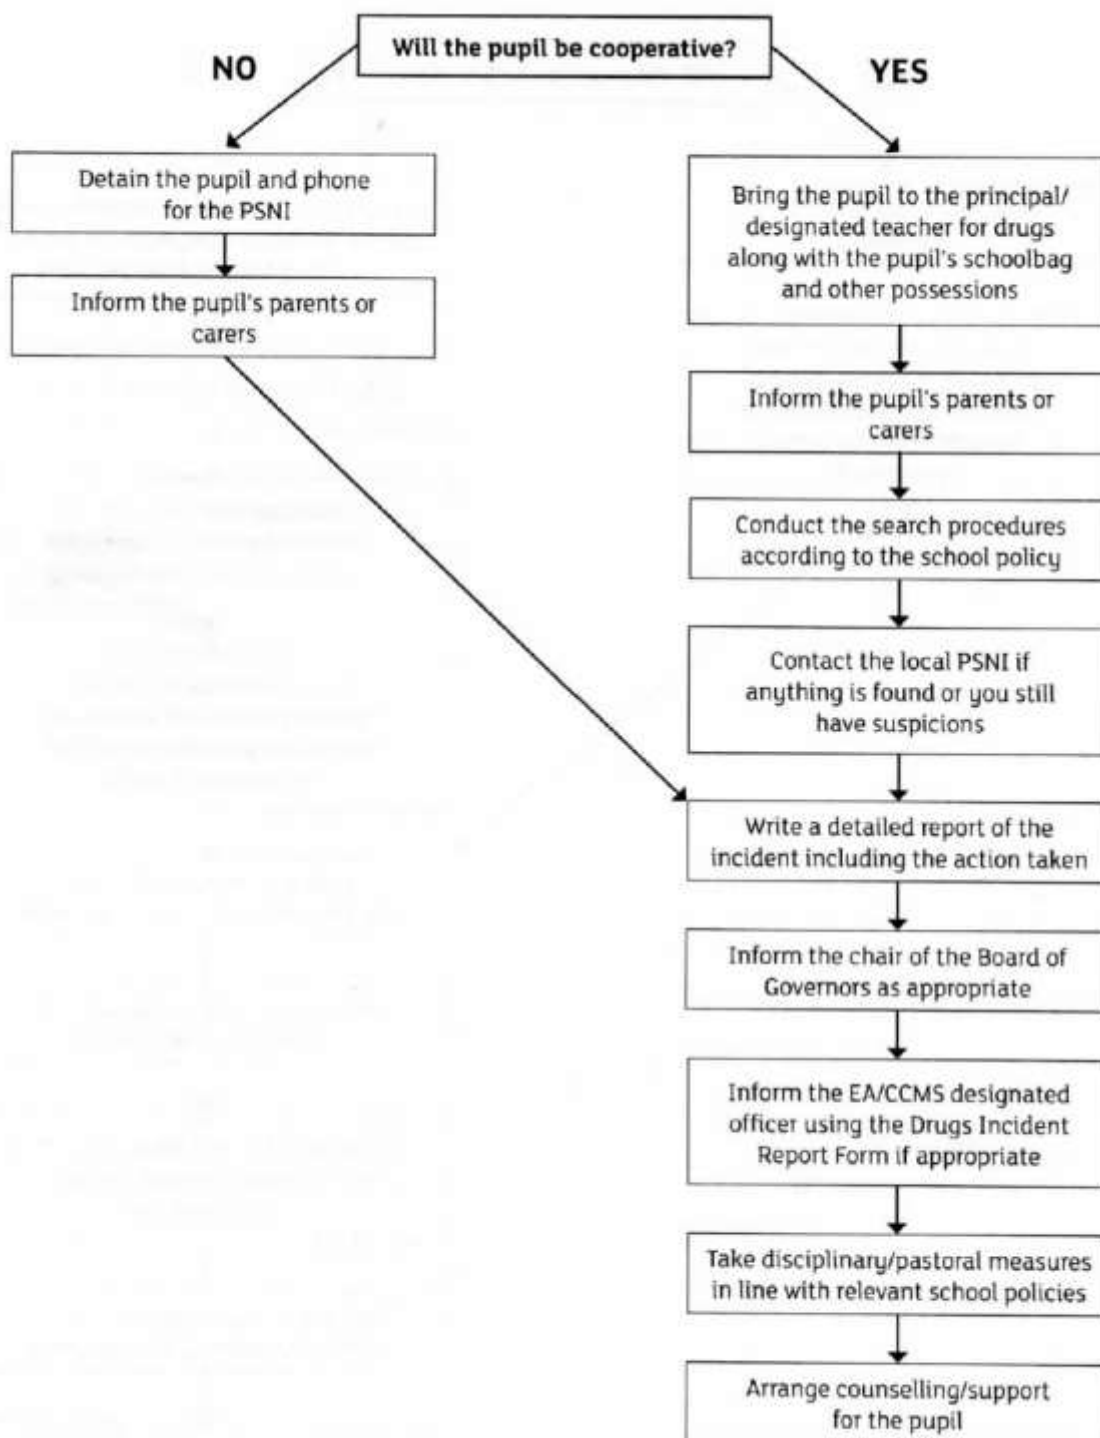 Will the pupil be cooperative?
NO
YES
Detain the pupil and phone
for the PSNI
Inform the pupil's parents or
carers
Bring the pupil to the principal/
designated teacher for drugs
along with the pupil's schoolbag
and other possessions
Inform the pupil's parents or
carers
Conduct the search procedures
according to the school policy
Contact the local PSNI if
anything is found or you still
have suspicions
Write a detailed report of the
incident including the action taken
Inform the chair of the Board of
Governors as appropriate
Inform the EA/CCMS designated
officer using the Drugs Incident
Report Form if appropriate
Take disciplinary/pastoral measures
in line with relevant school policies
Arrange counselling/support
for the pupil